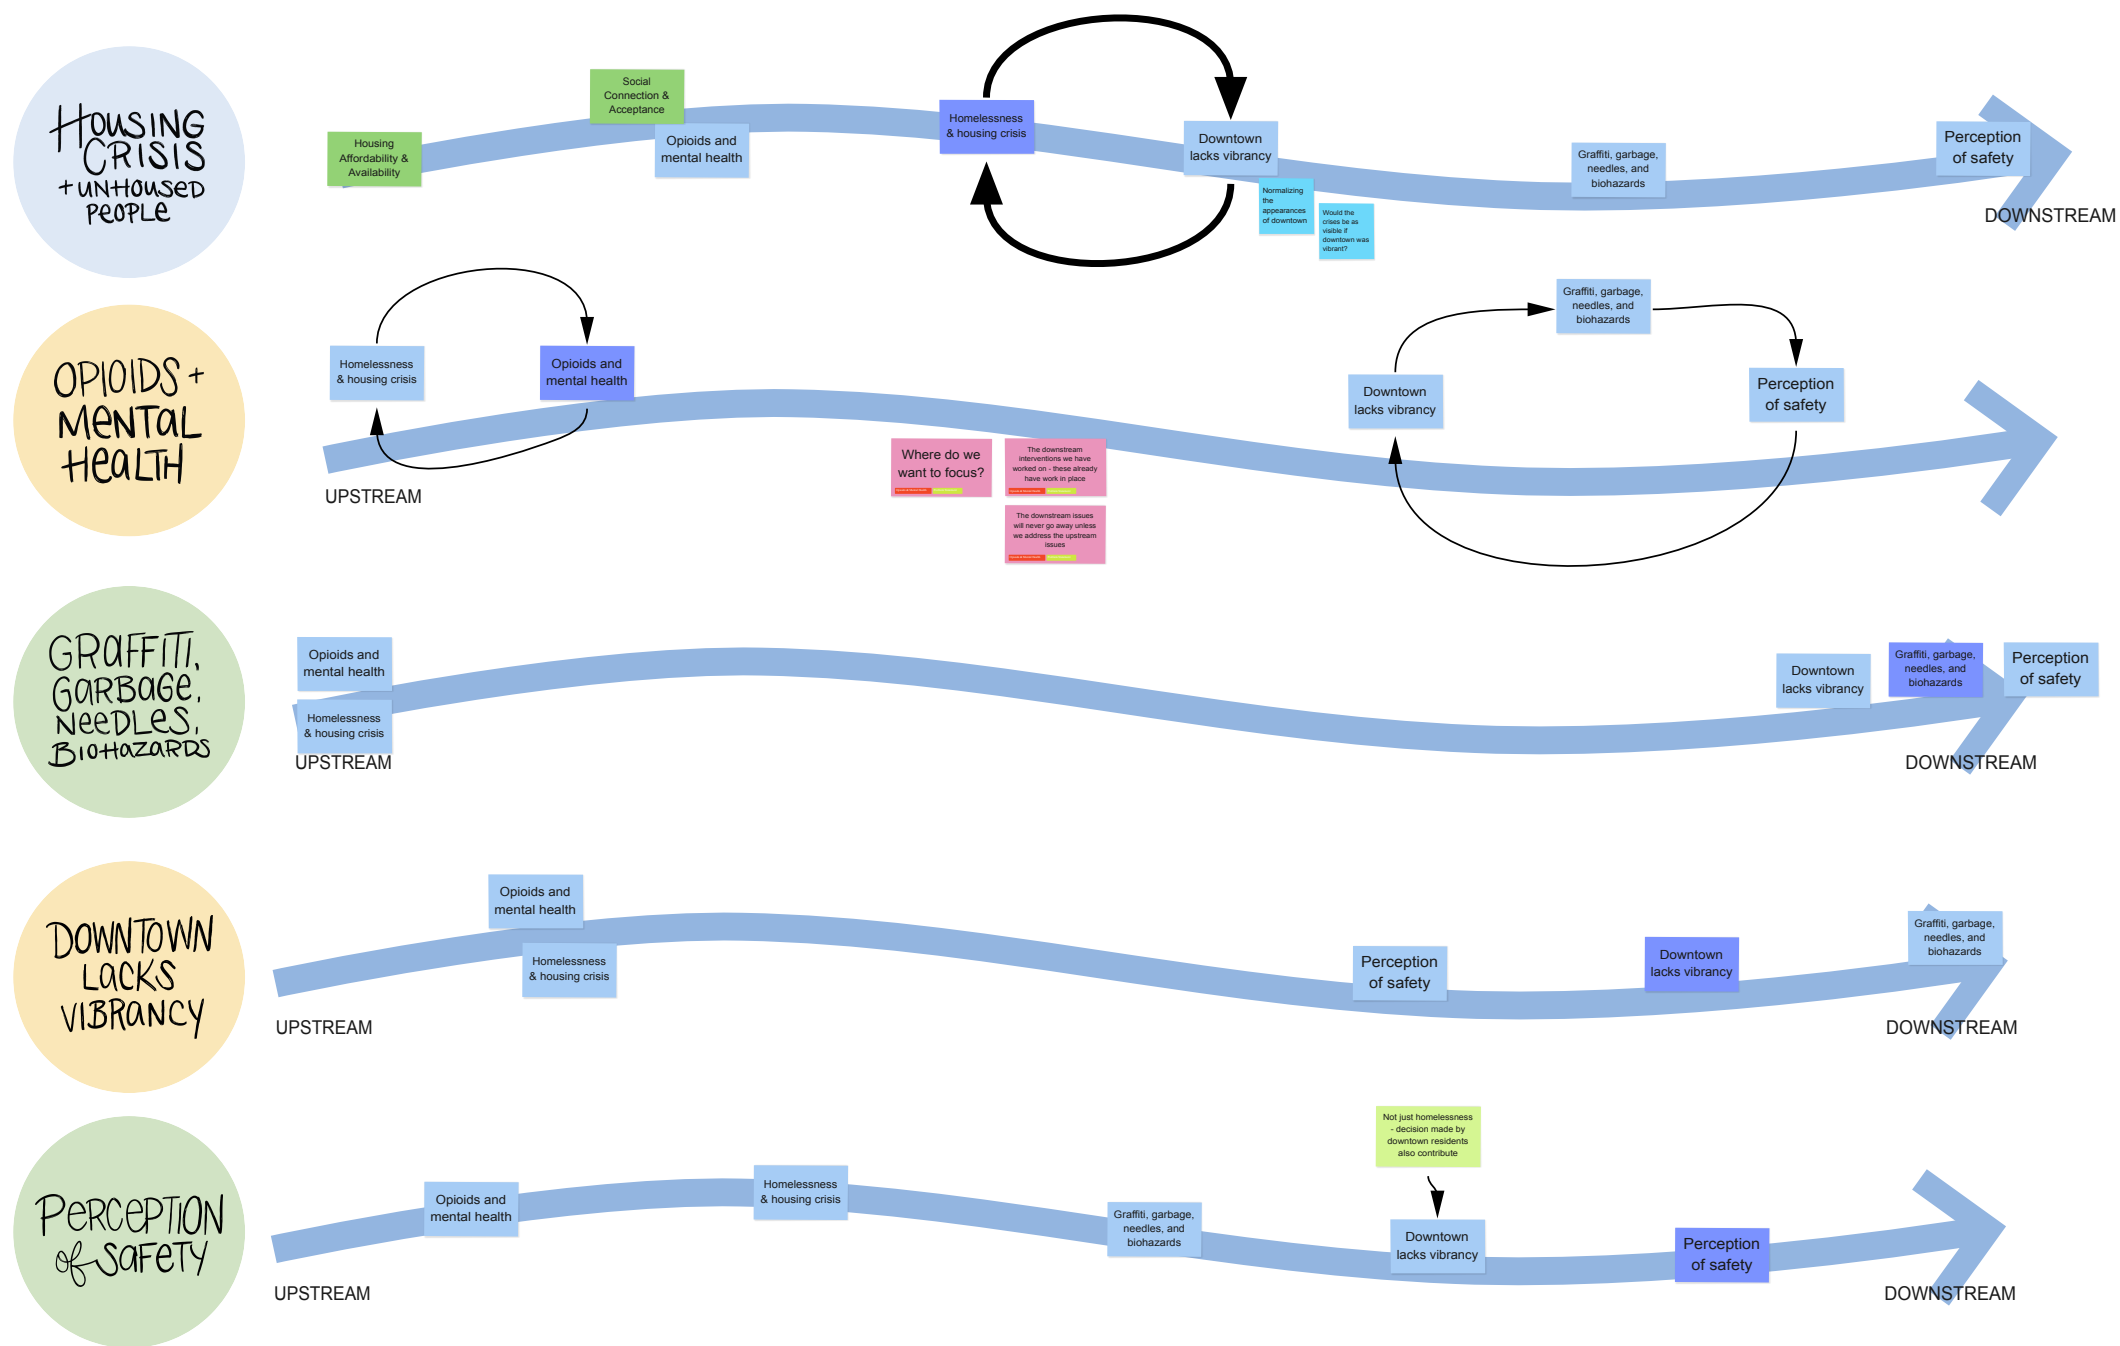 HOUSING
CRISIS
+ UNHOUSED
PEOPLE
Housing
Affordability &
Availability
Social
Connection &
Acceptance
Opioids and
mental health
Homelessness
& housing crisis
Downtown
lacks vibrancy
Normalizing
the
appearances
of downtown
Would the
crises be as
visible if
downtown was
vibrant?
Graffiti, garbage,
needles, and
biohazards
Perception
of safety
DOWNSTREAM
OPIOIDS +
MENTAL
HEALTH
Homelessness
& housing crisis
Opioids and
mental health
UPSTREAM
Where do we
want to focus?
The downstream
interventions we have
worked on - these already
have work in place
The downstream issues
will never go away unless
we address the upstream
issues
Downtown
lacks vibrancy
Graffiti, garbage,
needles, and
biohazards
Perception
of safety
GRAFFITI,
GARBAGE,
NEEDLES,
BIOHAZARDS
Opioids and
mental health
Homelessness
& housing crisis
UPSTREAM
Downtown
lacks vibrancy
Graffiti, garbage,
needles, and
biohazards
Perception
of safety
DOWNSTREAM
DOWNTOWN
LACKS
VIBRANCY
Opioids and
mental health
Homelessness
& housing crisis
UPSTREAM
Perception
of safety
Downtown
lacks vibrancy
Graffiti, garbage,
needles, and
biohazards
DOWNSTREAM
PERCEPTION
of SAFETY
Opioids and
mental health
UPSTREAM
Homelessness
& housing crisis
Graffiti, garbage,
needles, and
biohazards
Not just homelessness
- decision made by
downtown residents
also contribute
Downtown
lacks vibrancy
Perception
of safety
DOWNSTREAM